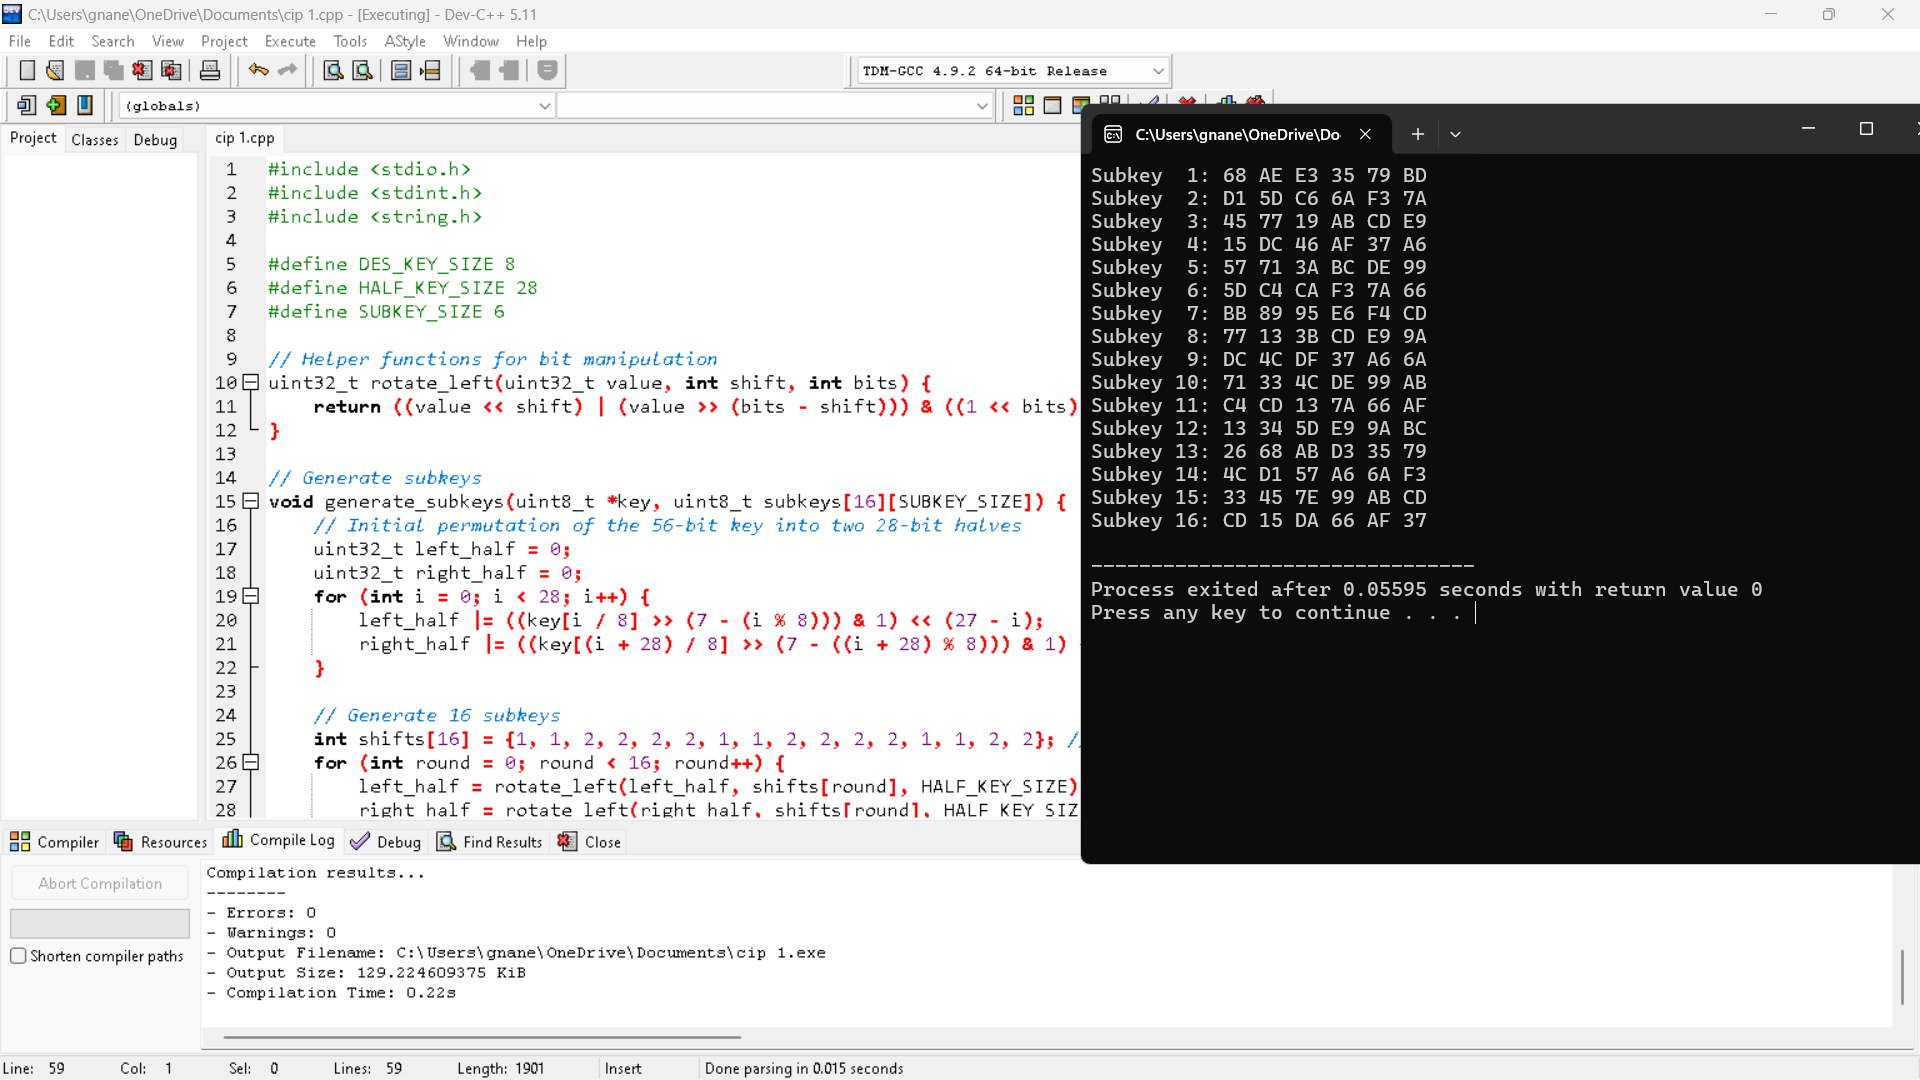 C:\Users\gnane\OneDrive\Documents\cip 1.cpp - [Executing] - Dev-C++ 5.11
File Edit Search View Project Execute Tools AStyle Window Help
TDM-GCC 4.9.2 64-bit Release
(globals)
Project Classes Debug
cip 1.cpp
1 #include <stdio.h>
2 #include <stdint.h>
3 #include <string.h>
4
5 #define DES_KEY_SIZE 8
6 #define HALF_KEY_SIZE 28
7 #define SUBKEY_SIZE 6
8
9 // Helper functions for bit manipulation
10 uint32_t rotate_left(uint32_t value, int shift, int bits) {
11 return ((value << shift) | (value >> (bits - shift))) & ((1 << bits)
12 }
13
14 // Generate subkeys
15 void generate_subkeys(uint8_t *key, uint8_t subkeys[16][SUBKEY_SIZE]) {
16 // Initial permutation of the 56-bit key into two 28-bit halves
17 uint32_t left_half = 0;
18 uint32_t right_half = 0;
19 for (int i = 0; i < 28; i++) {
20 left_half |= ((key[i / 8] >> (7 - (i % 8))) & 1) << (27 - i);
21 right_half |= ((key[(i + 28) / 8] >> (7 - ((i + 28) % 8))) & 1)
22 }
23
24 // Generate 16 subkeys
25 int shifts[16] = {1, 1, 2, 2, 2, 2, 1, 1, 2, 2, 2, 2, 1, 1, 2, 2}; /
26 for (int round = 0; round < 16; round++) {
27 left_half = rotate_left(left_half, shifts[round], HALF_KEY_SIZE)
28 right_half = rotate_left(right_half, shifts[round], HALF_KEY_SIZ
C:\Users\gnane\OneDrive\Do
Subkey 1: 68 AE E3 35 79 BD
Subkey 2: D1 5D C6 6A F3 7A
Subkey 3: 45 77 19 AB CD E9
Subkey 4: 15 DC 46 AF 37 A6
Subkey 5: 57 71 3A BC DE 99
Subkey 6: 5D C4 CA F3 7A 66
Subkey 7: BB 89 95 E6 F4 CD
Subkey 8: 77 13 3B CD E9 9A
Subkey 9: DC 4C DF 37 A6 6A
Subkey 10: 71 33 4C DE 99 AB
Subkey 11: C4 CD 13 7A 66 AF
Subkey 12: 13 34 5D E9 9A BC
Subkey 13: 26 68 AB D3 35 79
Subkey 14: 4C D1 57 A6 6A F3
Subkey 15: 33 45 7E 99 AB CD
Subkey 16: CD 15 DA 66 AF 37
--------------------------------
Process exited after 0.05595 seconds with return value 0
Press any key to continue . . .
Compiler Resources Compile Log Debug Find Results Close
Abort Compilation
Shorten compiler paths
Compilation results...
--------
- Errors: 0
- Warnings: 0
- Output Filename: C:\Users\gnane\OneDrive\Documents\cip 1.exe
- Output Size: 129.224609375 KiB
- Compilation Time: 0.22s
Line: 59 Col: 1 Sel: 0 Lines: 59 Length: 1901 Insert Done parsing in 0.015 seconds